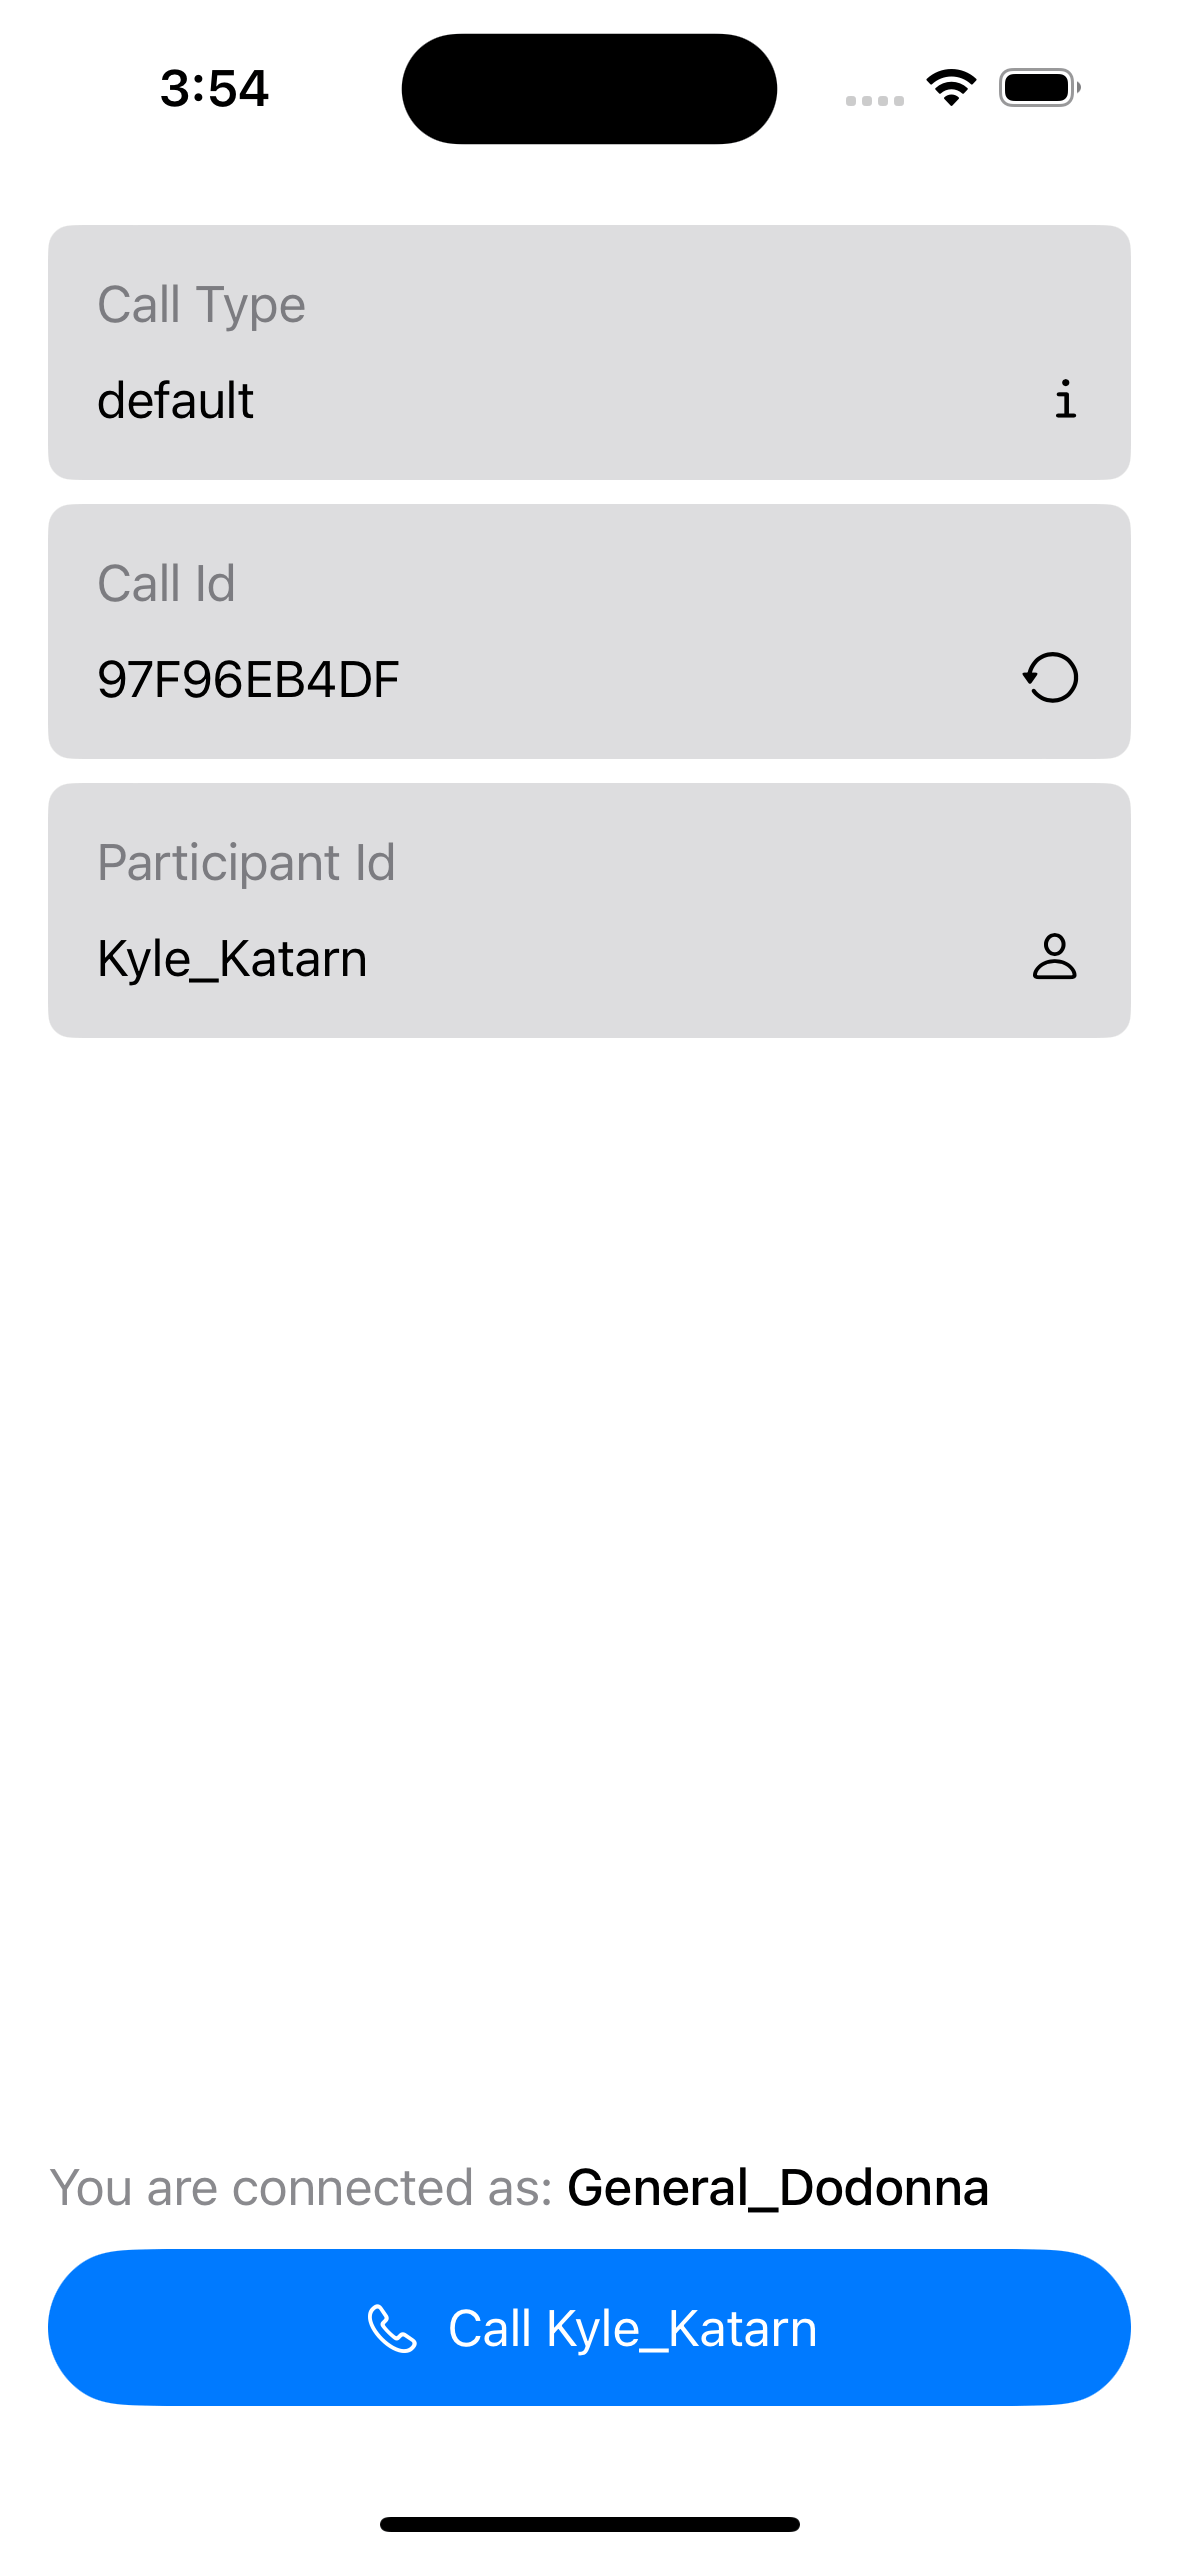 3:54
Call Type
default
Call Id
97F96EB4DF
Participant Id
Kyle_Katarn
You are connected as: General_Dodonna
Call Kyle_Katarn